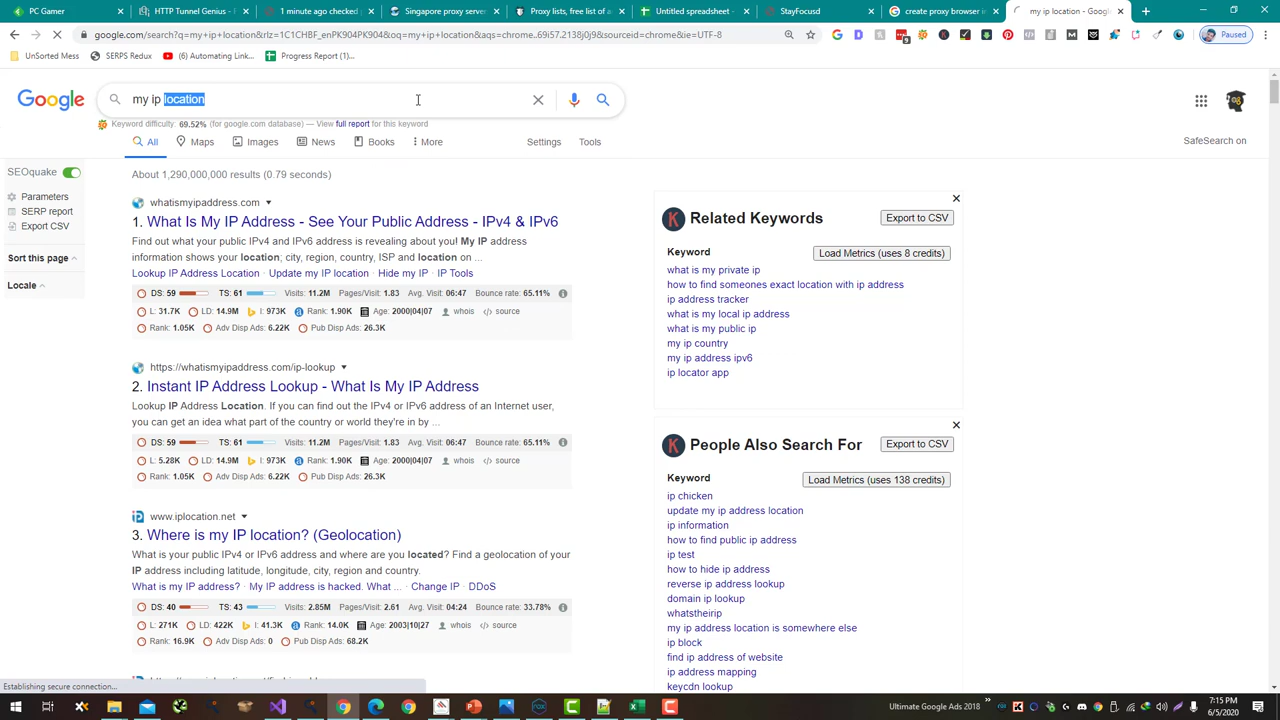 PC Gamer
HTTP Tunnel Genius - F
1 minute ago checked p
Singapore proxy server
Proxy lists, free list of a
Untitled spreadsheet -
StayFocusd
create proxy browser in
my ip location - Google
google.com/search?q=my+ip+location&rlz=1C1CHBF_enPK904PK904&oq=my+ip+location&aqs=chrome..69i57.2138j0j9&sourceid=chrome&ie=UTF-8
Paused
UnSorted Mess
SERPS Redux
(5) Automating Link...
Progress Report (1)...
Google
my ip location
Keyword difficulty: 69.52% (for google.com database) — View full report for this keyword
All
Maps
Images
News
Books
More
Settings
Tools
SafeSearch on
SEOquake
Parameters
SERP report
Export CSV
Sort this page
Locale
About 1,290,000,000 results (0.79 seconds)
whatismyipaddress.com
1. What Is My IP Address - See Your Public Address - IPv4 & IPv6
Find out what your public IPv4 and IPv6 address is revealing about you! My IP address
information shows your location; city, region, country, ISP and location on ...
Lookup IP Address Location · Update my IP location · Hide my IP · IP Tools
DS: 59 TS: 61 Visits: 11.2M Pages/Visit: 1.83 Avg. Visit: 06:47 Bounce rate: 65.11%
L: 31.7K LD: 14.9M I: 973K Rank: 1.90K Age: 2000|04|07 whois source
Rank: 1.05K Adv Disp Ads: 6.22K Pub Disp Ads: 26.3K
https://whatismyipaddress.com/ip-lookup
2. Instant IP Address Lookup - What Is My IP Address
Lookup IP Address Location. If you can find out the IPv4 or IPv6 address of an Internet user,
you can get an idea what part of the country or world they're in by ...
DS: 59 TS: 61 Visits: 11.2M Pages/Visit: 1.83 Avg. Visit: 06:47 Bounce rate: 65.11%
L: 5.28K LD: 14.9M I: 973K Rank: 1.90K Age: 2000|04|07 whois source
Rank: 1.05K Adv Disp Ads: 6.22K Pub Disp Ads: 26.3K
www.iplocation.net
3. Where is my IP location? (Geolocation)
What is your public IPv4 or IPv6 address and where are you located? Find a geolocation of your
IP address including latitude, longitude, city, region and country.
What is my IP address? · My IP address is hacked. What ... · Change IP · DDoS
DS: 40 TS: 43 Visits: 2.85M Pages/Visit: 2.61 Avg. Visit: 04:24 Bounce rate: 33.78%
L: 271K LD: 422K I: 41.3K Rank: 14.0K Age: 2003|10|27 whois source
Rank: 16.9K Adv Disp Ads: 0 Pub Disp Ads: 68.2K
Related Keywords
Export to CSV
Keyword
Load Metrics (uses 8 credits)
what is my private ip
how to find someones exact location with ip address
ip address tracker
what is my local ip address
what is my public ip
my ip country
my ip address ipv6
ip locator app
People Also Search For
Export to CSV
Keyword
Load Metrics (uses 138 credits)
ip chicken
update my ip address location
ip information
how to find public ip address
ip test
how to hide ip address
reverse ip address lookup
domain ip lookup
whatstheirip
my ip address location is somewhere else
ip block
find ip address of website
ip address mapping
keycdn lookup
Establishing secure connection...
Ultimate Google Ads 2018
7:15 PM
6/5/2020